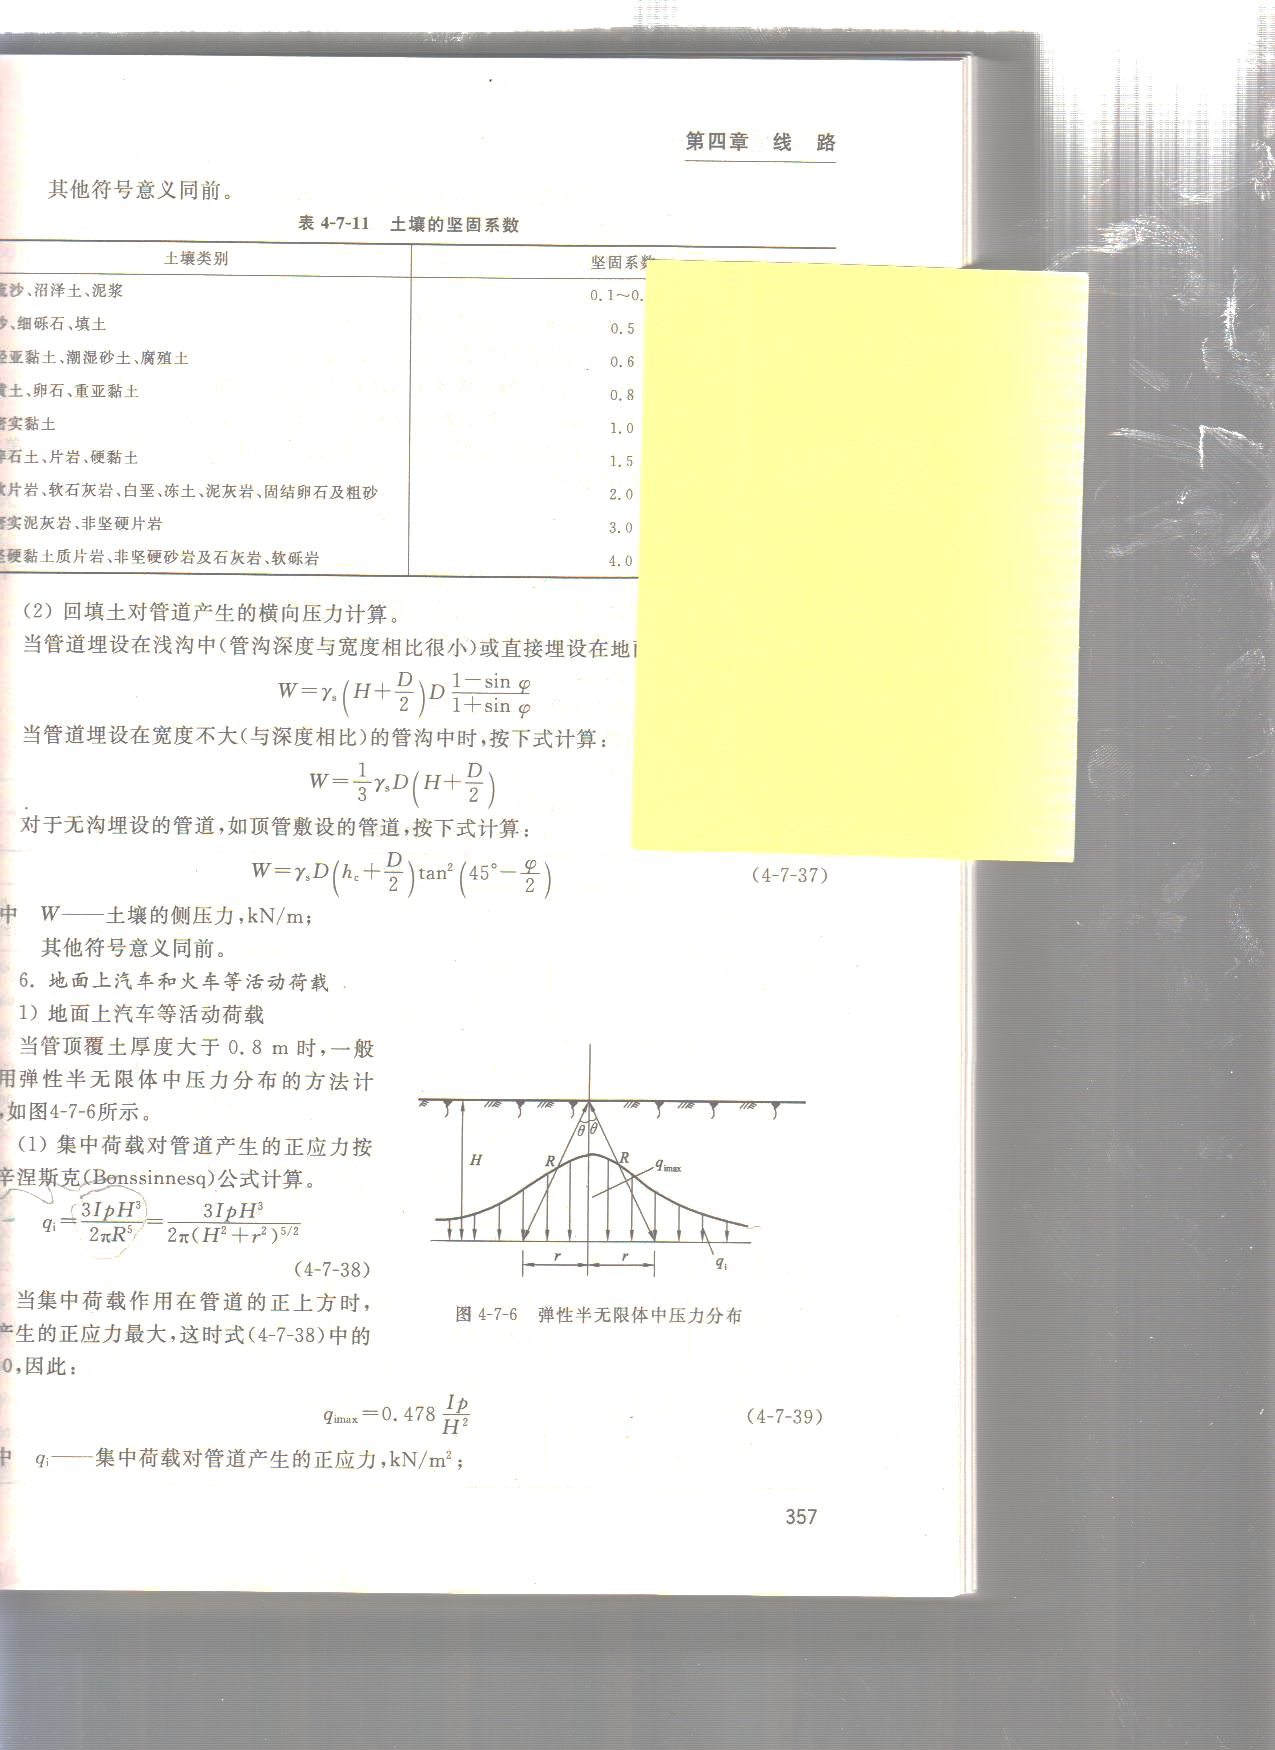 第四章 线 路
其他符号意义同前。
表 4-7-11 土壤的坚固系数
土壤类别 坚固系数
沙、沼泽土、泥浆 0.1~0.
、细砾石、填土 0.5
亚黏土、潮湿砂土、腐殖土 0.6
土、卵石、重亚黏土 0.8
实黏土 1.0
石土、片岩、硬黏土 1.5
片岩、软石灰岩、白垩、冻土、泥灰岩、固结卵石及粗砂 2.0
实泥灰岩、非坚硬片岩 3.0
硬黏土质片岩、非坚硬砂岩及石灰岩、软砾岩 4.0
(2) 回填土对管道产生的横向压力计算。
当管道埋设在浅沟中(管沟深度与宽度相比很小)或直接埋设在地
W=γs(H+D/2)D (1-sin φ)/(1+sin φ)
当管道埋设在宽度不大(与深度相比)的管沟中时,按下式计算:
W=1/3 γsD(H+D/2)
对于无沟埋设的管道,如顶管敷设的管道,按下式计算:
W=γsD(hc+D/2)tan²(45°-φ/2) (4-7-37)
中 W——土壤的侧压力,kN/m;
其他符号意义同前。
6. 地面上汽车和火车等活动荷载
1) 地面上汽车等活动荷载
当管顶覆土厚度大于 0.8 m 时,一般
用弹性半无限体中压力分布的方法计
,如图4-7-6所示。
(1) 集中荷载对管道产生的正应力按
辛涅斯克(Bonssinnesq)公式计算。
qi=3IpH³/2πR⁵=3IpH³/2π(H²+r²)^5/2
(4-7-38)
当集中荷载作用在管道的正上方时,
产生的正应力最大,这时式(4-7-38)中的
0,因此:
θ θ
H R R qimax
r r qi
图 4-7-6 弹性半无限体中压力分布
qimax=0.478 Ip/H² (4-7-39)
中 qi——集中荷载对管道产生的正应力,kN/m²;
357